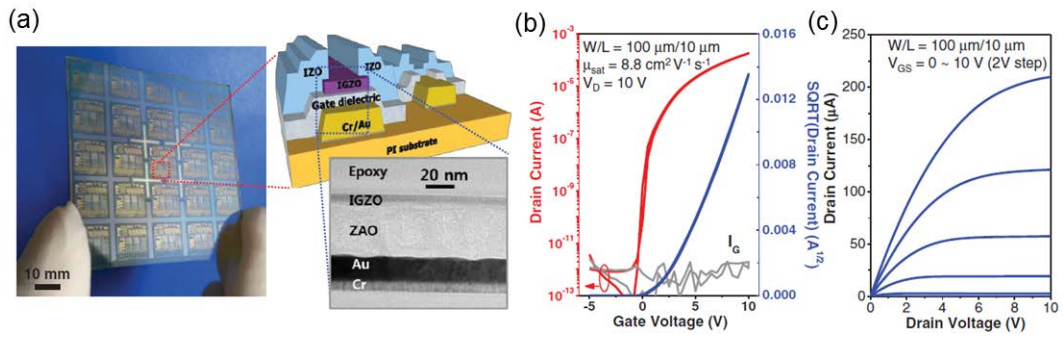 (a)
10 mm
IZO
IZO
IGZO
Gate dielectric
Cr/Au
PI substrate
Epoxy
20 nm
IGZO
ZAO
Au
Cr
(b)
W/L = 100 μm/10 μm
μsat = 8.8 cm² V⁻¹ s⁻¹
VD = 10 V
IG
Drain Current (A)
10⁻³
10⁻⁵
10⁻⁷
10⁻⁹
10⁻¹¹
10⁻¹³
-5 0 5 10
Gate Voltage (V)
0.016
0.012
0.008
0.004
0.000
SQRT(Drain Current) (A^1/2)
(c)
W/L = 100 μm/10 μm
VGS = 0 ~ 10 V (2V step)
Drain Current (μA)
250
200
150
100
50
0
0 2 4 6 8 10
Drain Voltage (V)